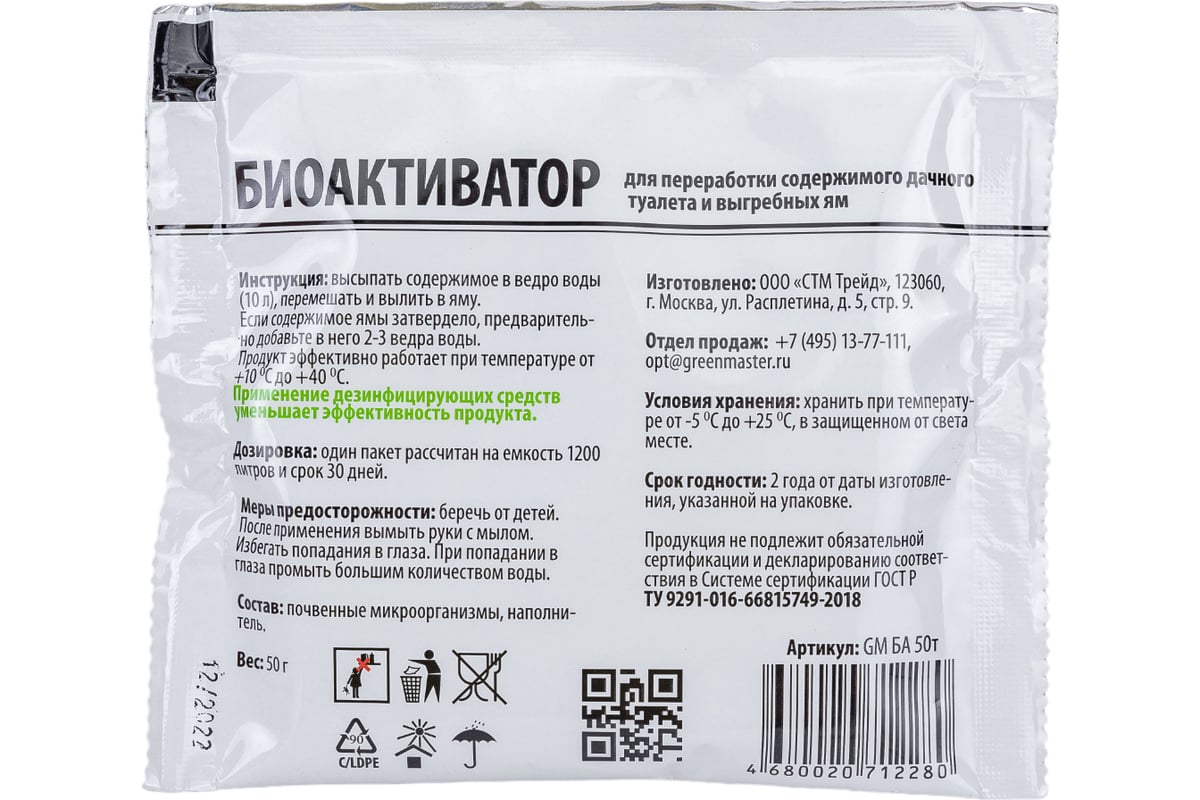 БИОАКТИВАТОР
для переработки содержимого дачного
туалета и выгребных ям
Инструкция: высыпать содержимое в ведро воды
(10 л), перемешать и вылить в яму.
Если содержимое ямы затвердело, предваритель-
но добавьте в него 2-3 ведра воды.
Продукт эффективно работает при температуре от
+10 ⁰С до +40 ⁰С.
Применение дезинфицирующих средств
уменьшает эффективность продукта.
Дозировка: один пакет рассчитан на емкость 1200
литров и срок 30 дней.
Меры предосторожности: беречь от детей.
После применения вымыть руки с мылом.
Избегать попадания в глаза. При попадании в
глаза промыть большим количеством воды.
Состав: почвенные микроорганизмы, наполни-
тель.
Вес: 50 г
90
C/LDPE
12/2022
Изготовлено: ООО «СТМ Трейд», 123060,
г. Москва, ул. Расплетина, д. 5, стр. 9.
Отдел продаж: +7 (495) 13-77-111,
opt@greenmaster.ru
Условия хранения: хранить при температу-
ре от -5 ⁰С до +25 ⁰С, в защищенном от света
месте.
Срок годности: 2 года от даты изготовле-
ния, указанной на упаковке.
Продукция не подлежит обязательной
сертификации и декларированию соответ-
ствия в Системе сертификации ГОСТ Р
ТУ 9291-016-66815749-2018
Артикул: GM БА 50т
4 680020 712280